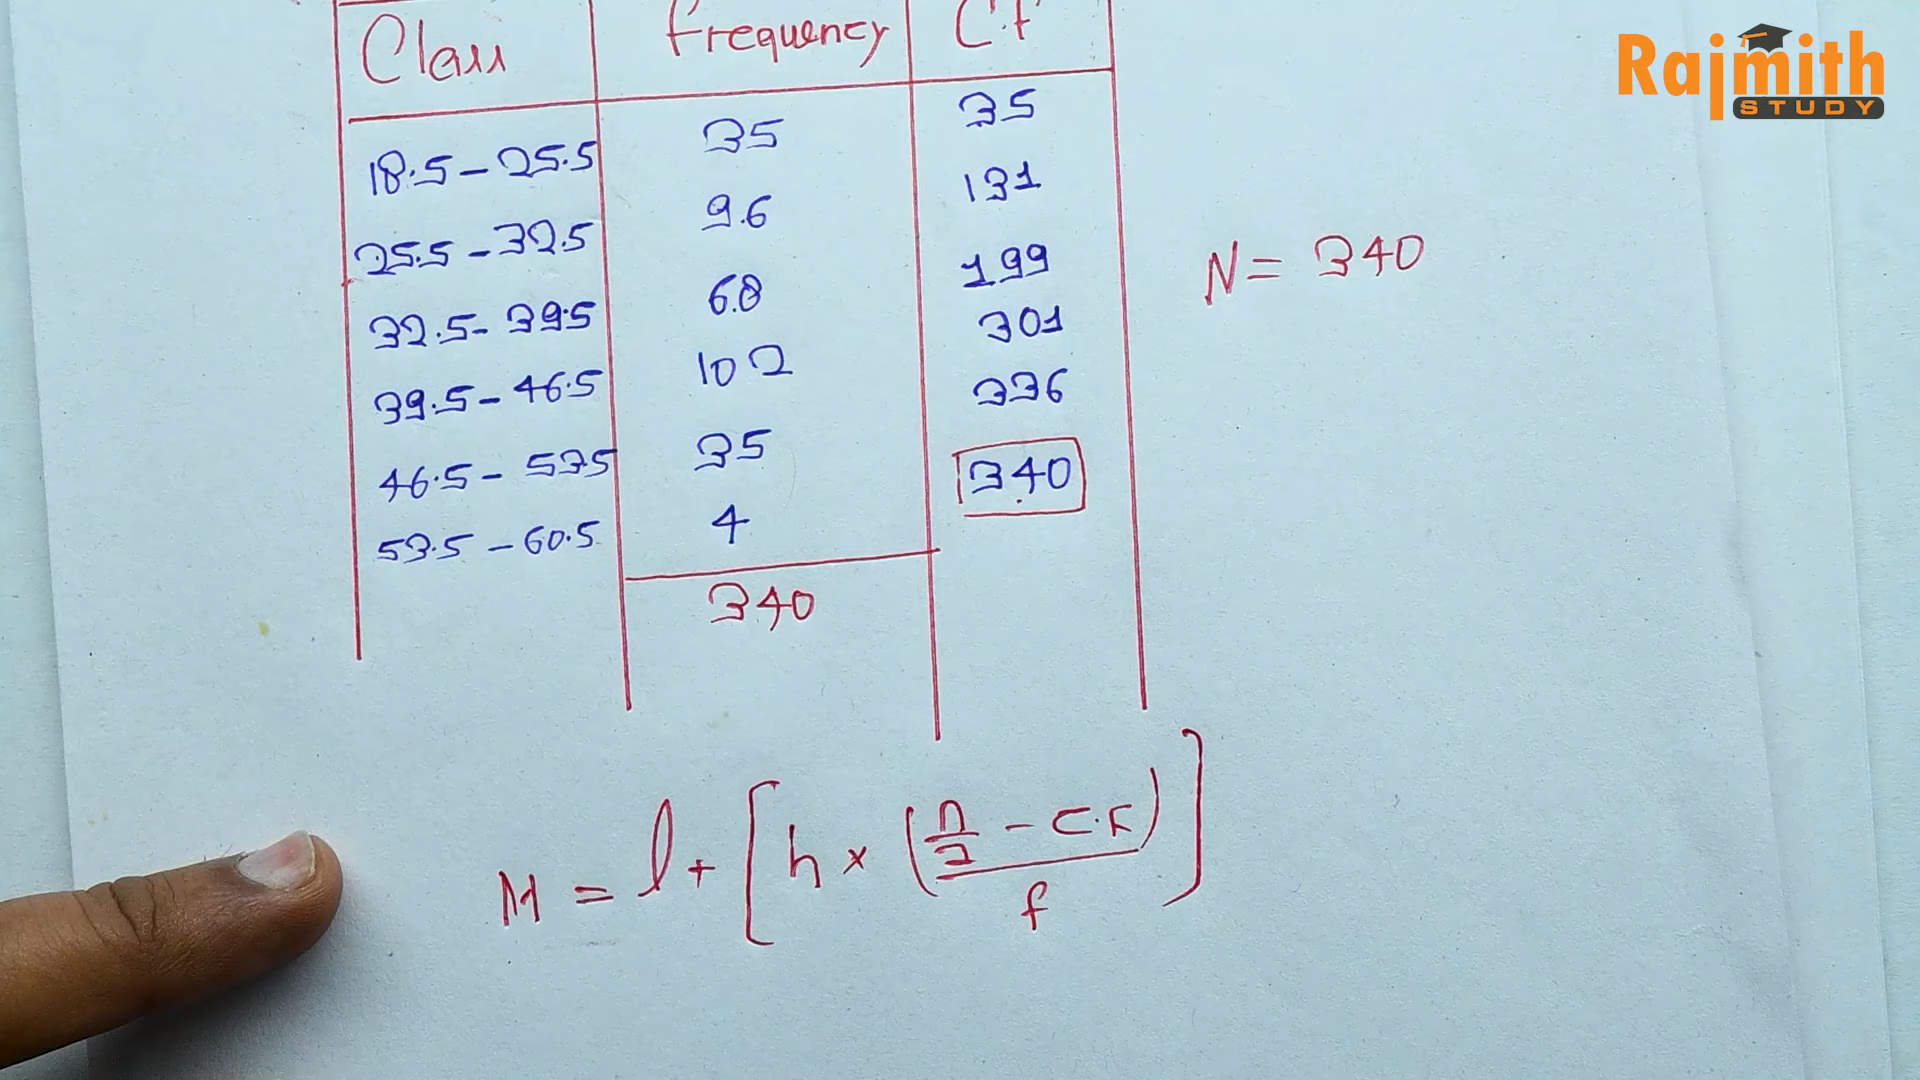 Rajmith
STUDY
Class Frequency C.f
18.5-25.5 35 35
25.5-32.5 9.6 131
32.5-39.5 68 199
39.5-46.5 102 301
46.5-53.5 35 336
53.5-60.5 4 340
340
N = 340
M = l + [h × (n/2 - C.F)/f]